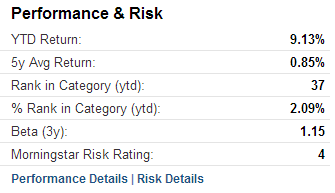 Performance & Risk
YTD Return: 9.13%
5y Avg Return: 0.85%
Rank in Category (ytd): 37
% Rank in Category (ytd): 2.09%
Beta (3y): 1.15
Morningstar Risk Rating: 4
Performance Details | Risk Details